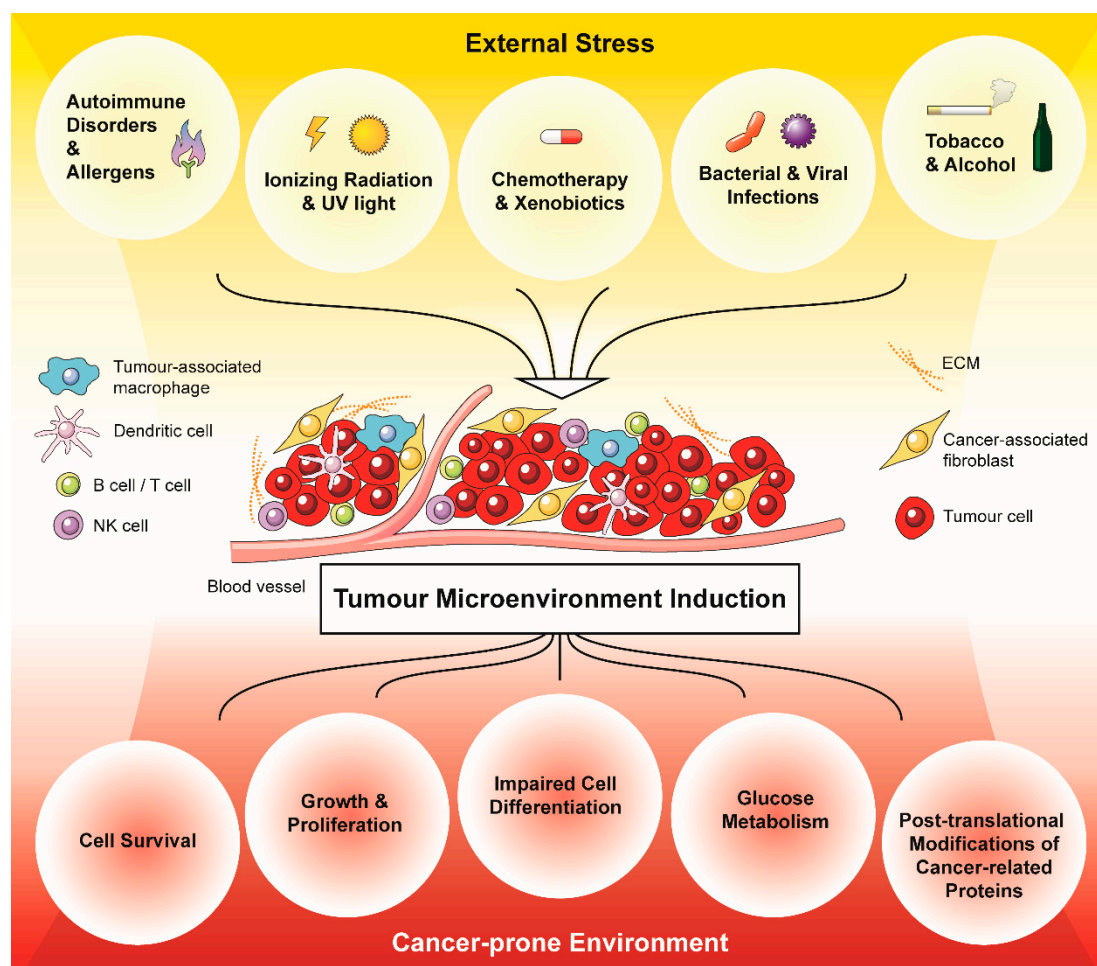 External Stress
Autoimmune
Disorders
&
Allergens
Ionizing Radiation
& UV light
Chemotherapy
& Xenobiotics
Bacterial & Viral
Infections
Tobacco
& Alcohol
Tumour-associated
macrophage
Dendritic cell
B cell / T cell
NK cell
Blood vessel
ECM
Cancer-associated
fibroblast
Tumour cell
Tumour Microenvironment Induction
Cell Survival
Growth &
Proliferation
Impaired Cell
Differentiation
Glucose
Metabolism
Post-translational
Modifications of
Cancer-related
Proteins
Cancer-prone Environment